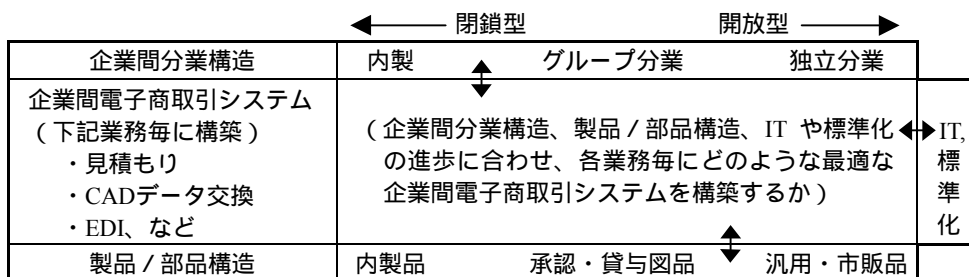 閉鎖型 開放型
企業間分業構造 内製 グループ分業 独立分業
企業間電子商取引システム
(下記業務毎に構築)
・見積もり
・CADデータ交換
・EDI、など
(企業間分業構造、製品/部品構造、IT や標準化
の進歩に合わせ、各業務毎にどのような最適な
企業間電子商取引システムを構築するか)
IT,
標
準
化
製品/部品構造 内製品 承認・貸与図品 汎用・市販品